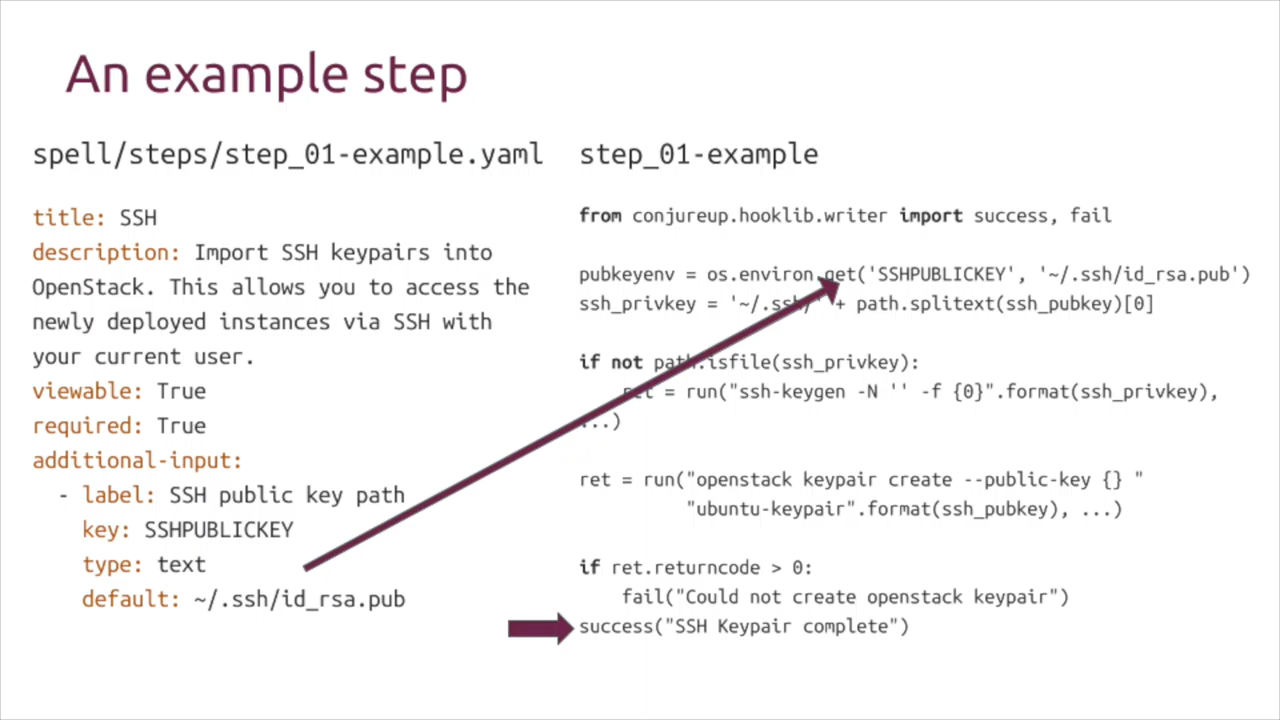 An example step
spell/steps/step_01-example.yaml
title: SSH
description: Import SSH keypairs into
OpenStack. This allows you to access the
newly deployed instances via SSH with
your current user.
viewable: True
required: True
additional-input:
- label: SSH public key path
key: SSHPUBLICKEY
type: text
default: ~/.ssh/id_rsa.pub
step_01-example
from conjureup.hooklib.writer import success, fail
pubkeyenv = os.environ.get('SSHPUBLICKEY', '~/.ssh/id_rsa.pub')
ssh_privkey = '~/.ssh/' + path.splitext(ssh_pubkey)[0]
if not path.isfile(ssh_privkey):
ret = run("ssh-keygen -N '' -f {0}".format(ssh_privkey),
...)
ret = run("openstack keypair create --public-key {} "
"ubuntu-keypair".format(ssh_pubkey), ...)
if ret.returncode > 0:
fail("Could not create openstack keypair")
success("SSH Keypair complete")